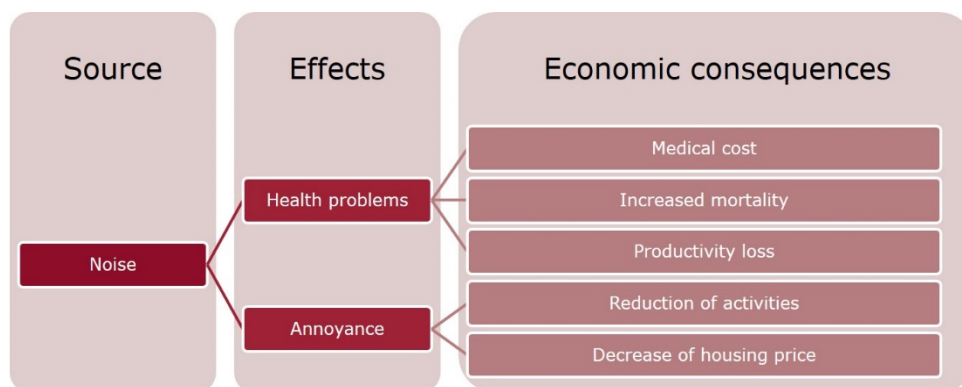 Source
Effects
Economic consequences
Noise
Health problems
Annoyance
Medical cost
Increased mortality
Productivity loss
Reduction of activities
Decrease of housing price